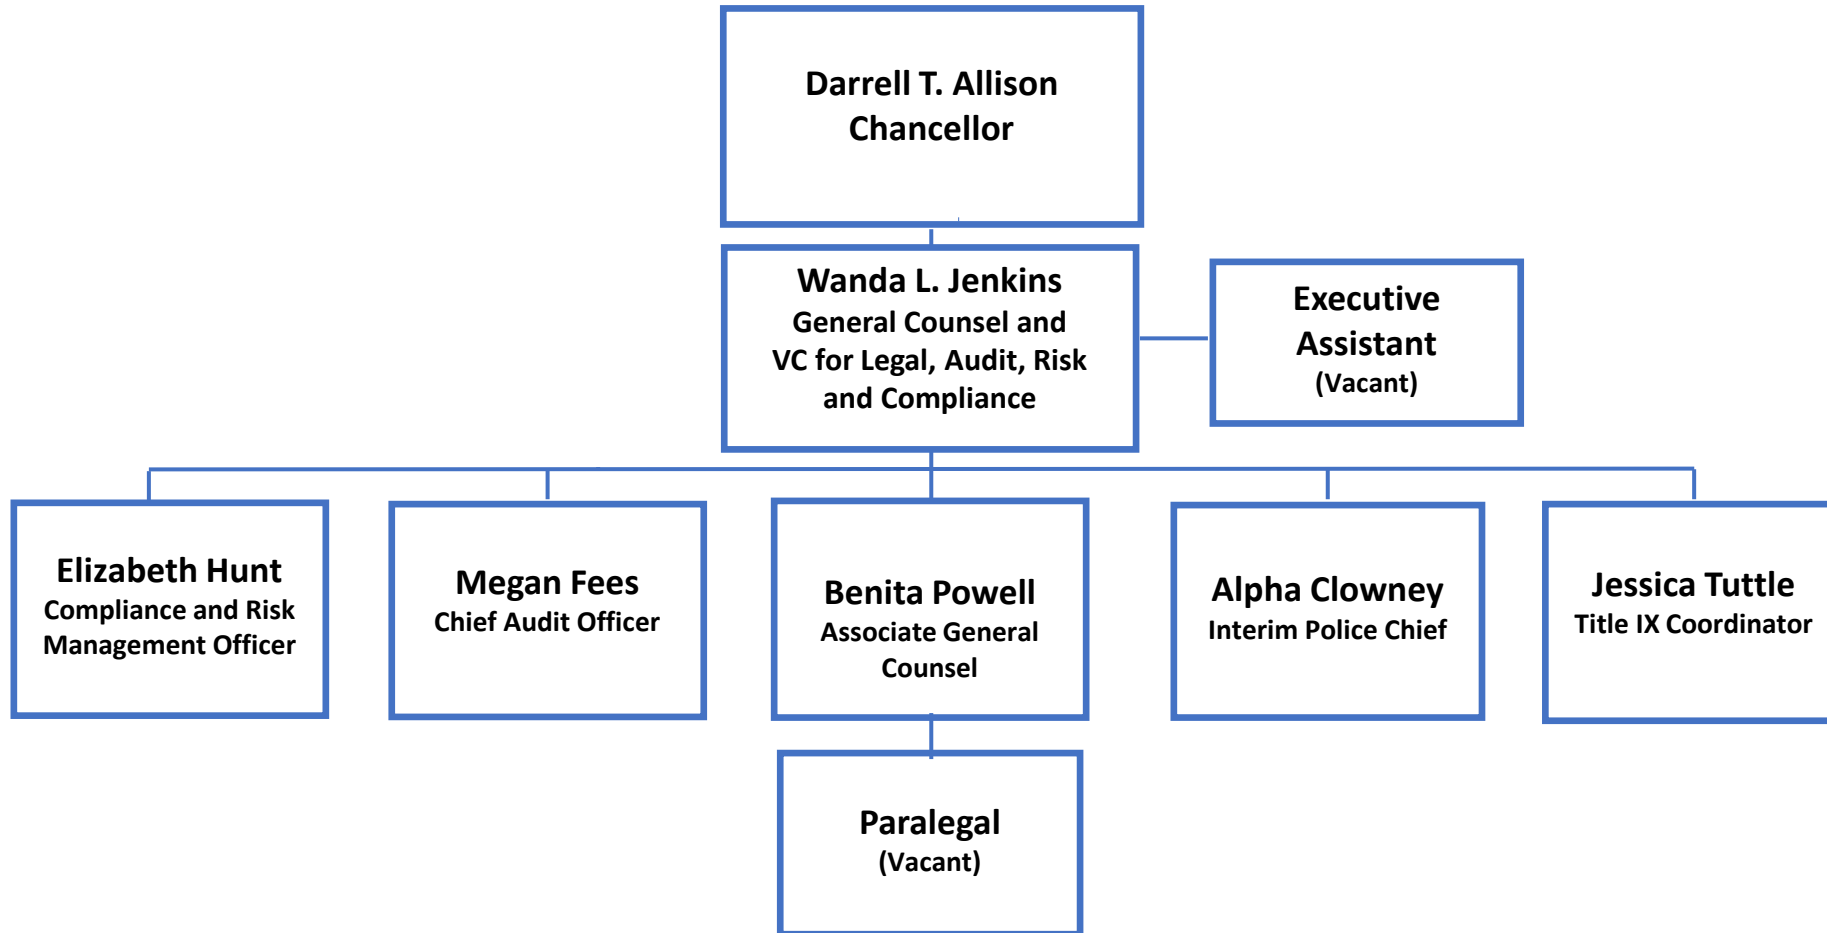 Darrell T. Allison
Chancellor
Wanda L. Jenkins
General Counsel and
VC for Legal, Audit, Risk
and Compliance
Executive
Assistant
(Vacant)
Elizabeth Hunt
Compliance and Risk
Management Officer
Megan Fees
Chief Audit Officer
Benita Powell
Associate General
Counsel
Alpha Clowney
Interim Police Chief
Jessica Tuttle
Title IX Coordinator
Paralegal
(Vacant)